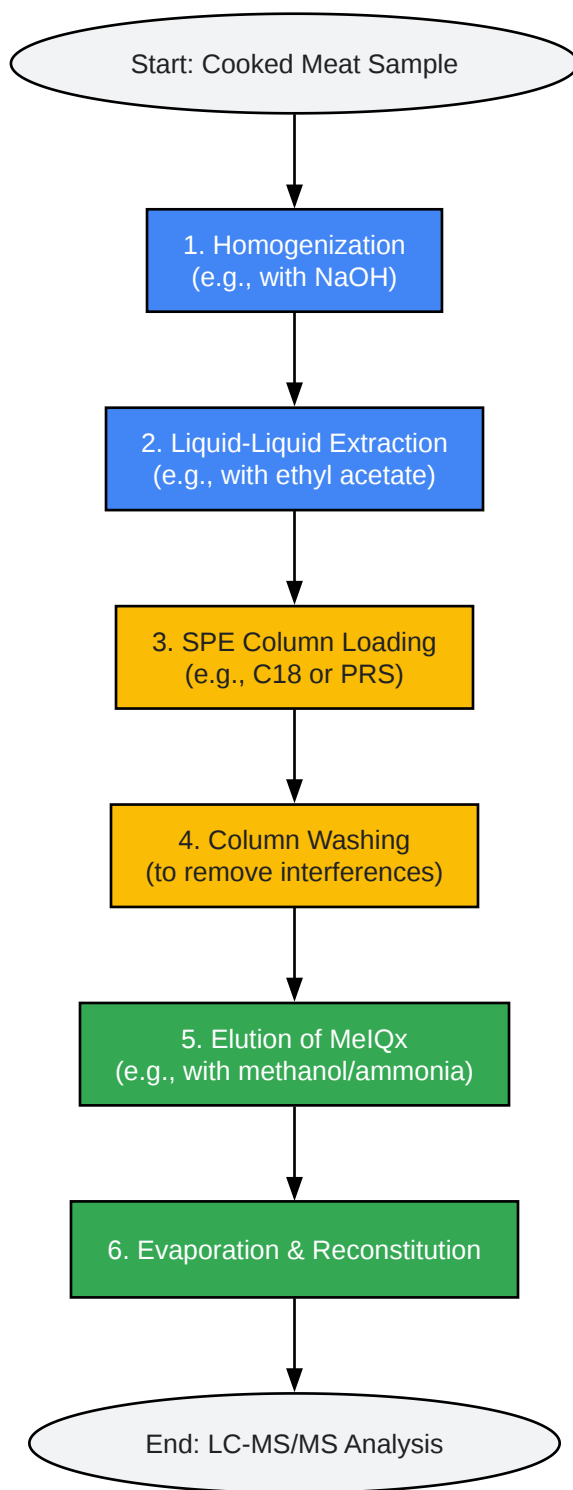 Start: Cooked Meat Sample
1. Homogenization
(e.g., with NaOH)
2. Liquid-Liquid Extraction
(e.g., with ethyl acetate)
3. SPE Column Loading
(e.g., C18 or PRS)
4. Column Washing
(to remove interferences)
5. Elution of MeIQx
(e.g., with methanol/ammonia)
6. Evaporation & Reconstitution
End: LC-MS/MS Analysis